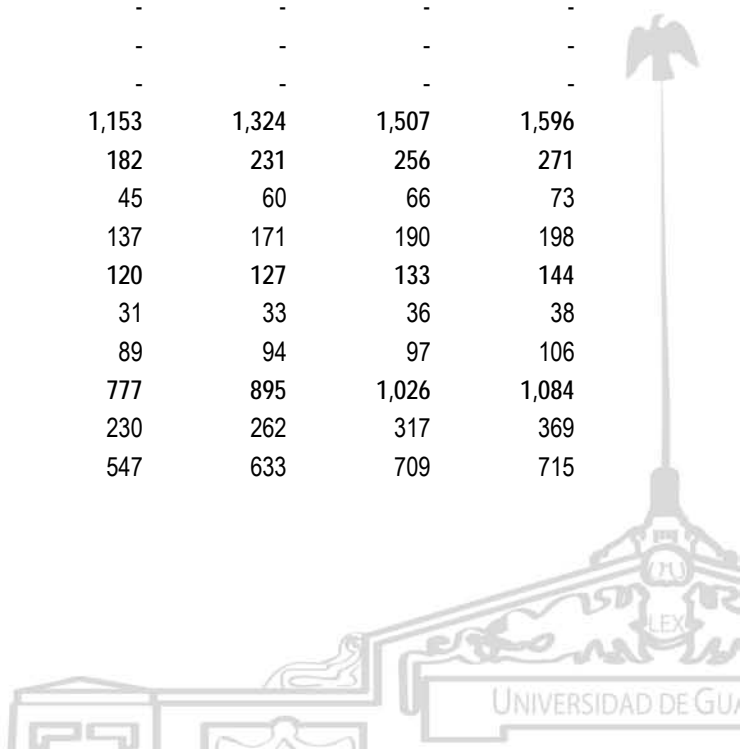 - - - -
- - - -
- - - -
1,153 1,324 1,507 1,596
182 231 256 271
45 60 66 73
137 171 190 198
120 127 133 144
31 33 36 38
89 94 97 106
777 895 1,026 1,084
230 262 317 369
547 633 709 715
LEX
UNIVERSIDAD DE GUA